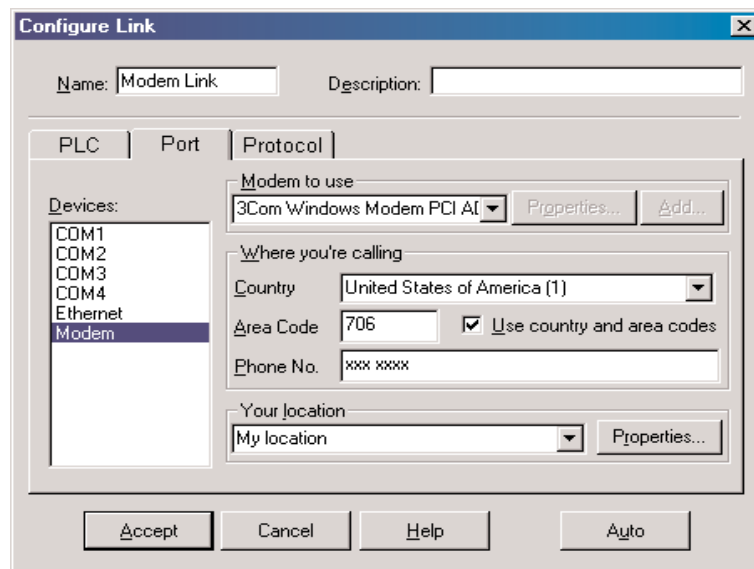 Configure Link
Name: Modem Link Description:
PLC Port Protocol
Devices:
COM1
COM2
COM3
COM4
Ethernet
Modem
Modem to use
3Com Windows Modem PCI Properties... Add...
Where you're calling
Country United States of America (1)
Area Code 706 Use country and area codes
Phone No. xxx xxxx
Your location
My location Properties...
Accept Cancel Help Auto